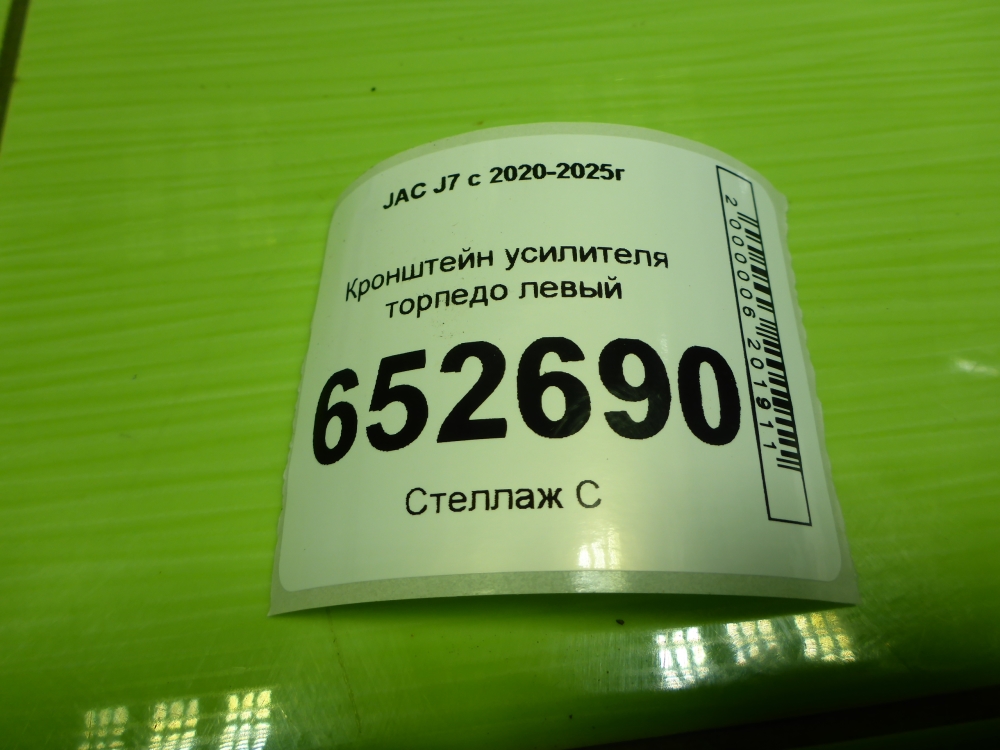 JAC J7 с 2020-2025г
Кронштейн усилителя
торпедо левый
652690
Стеллаж С
2000006201911